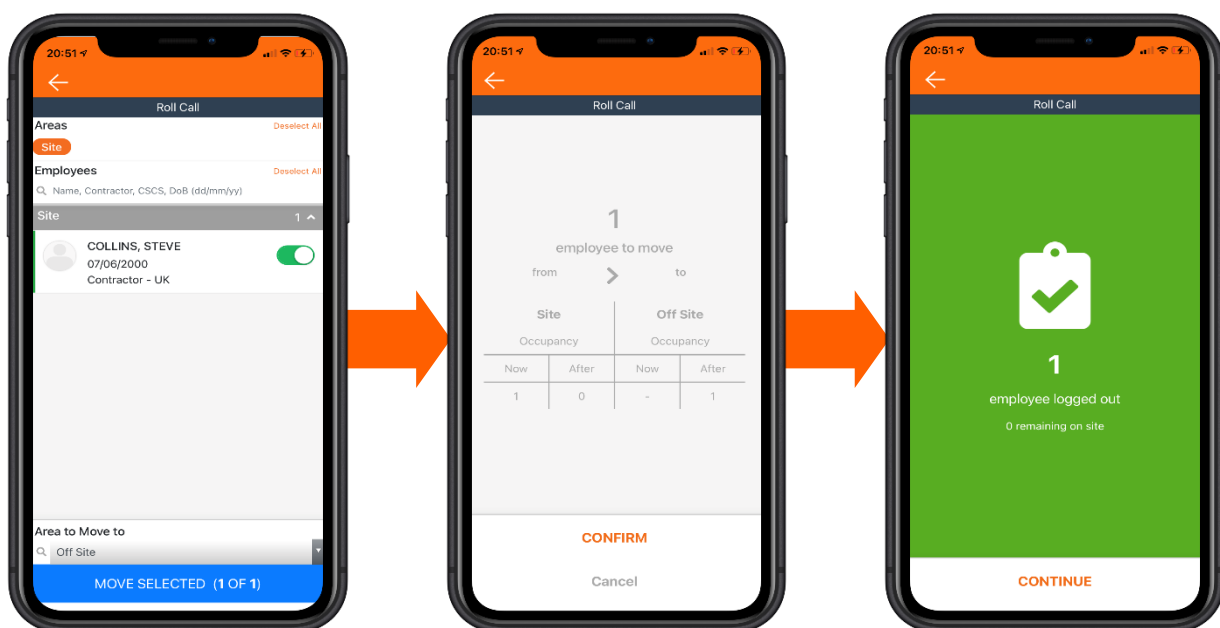 20:51
Roll Call
Areas
Deselect All
Site
Employees
Deselect All
Name, Contractor, CSCS, DoB (dd/mm/yy)
Site 1
COLLINS, STEVE
07/06/2000
Contractor - UK
Area to Move to
Off Site
MOVE SELECTED (1 OF 1)
20:51
Roll Call
1
employee to move
from > to
Site Off Site
Occupancy Occupancy
Now After Now After
1 0 - 1
CONFIRM
Cancel
20:51
Roll Call
1
employee logged out
0 remaining on site
CONTINUE